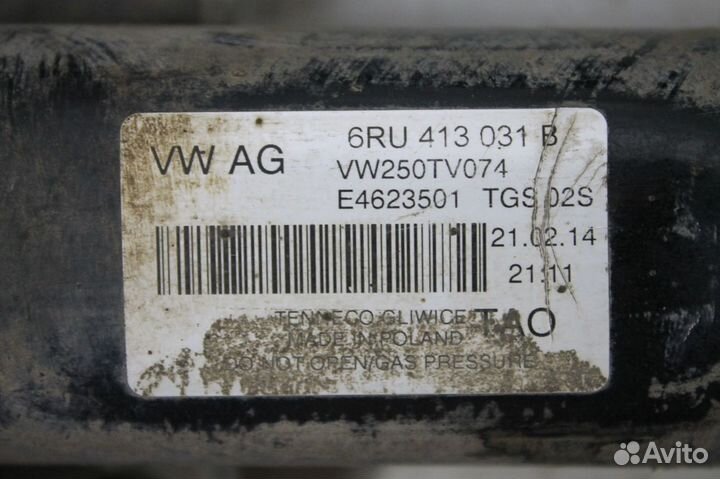 VW AG
6RU 413 031 B
VW250TV074
E4623501 TGS 02S
21.02.14
21:11
TENNECO GLIWICE
TAO
MADE IN POLAND
DO NOT OPEN/GAS PRESSURE
Avito